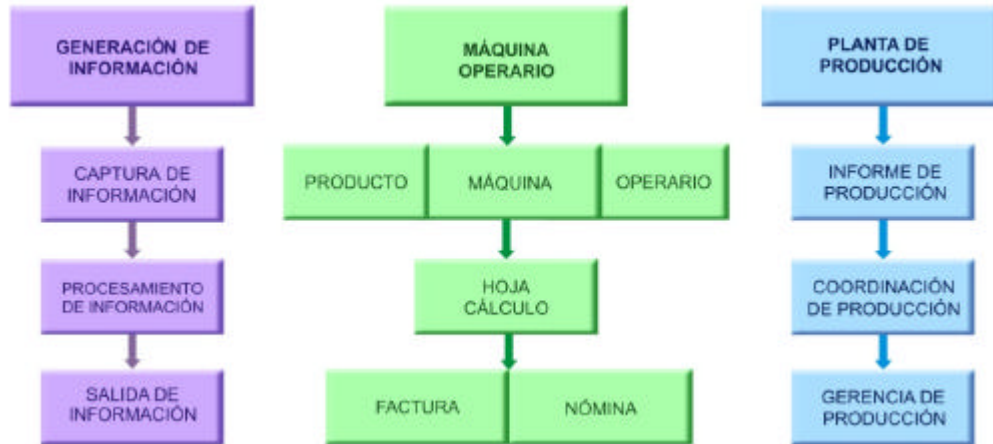 GENERACIÓN DE
INFORMACIÓN
CAPTURA DE
INFORMACIÓN
PROCESAMIENTO
DE INFORMACIÓN
SALIDA DE
INFORMACIÓN
MÁQUINA
OPERARIO
PRODUCTO
MÁQUINA
OPERARIO
HOJA
CÁLCULO
FACTURA
NÓMINA
PLANTA DE
PRODUCCIÓN
INFORME DE
PRODUCCIÓN
COORDINACIÓN
DE PRODUCCIÓN
GERENCIA DE
PRODUCCIÓN